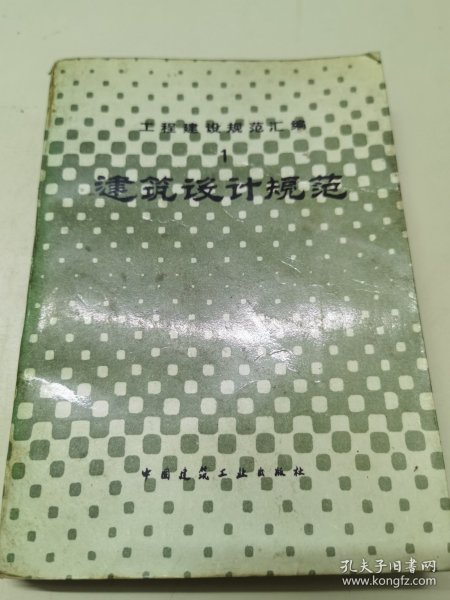 工程建设规范汇编
1
建筑设计规范
中国建筑工业出版社
孔夫子旧书网
www.kongfz.com